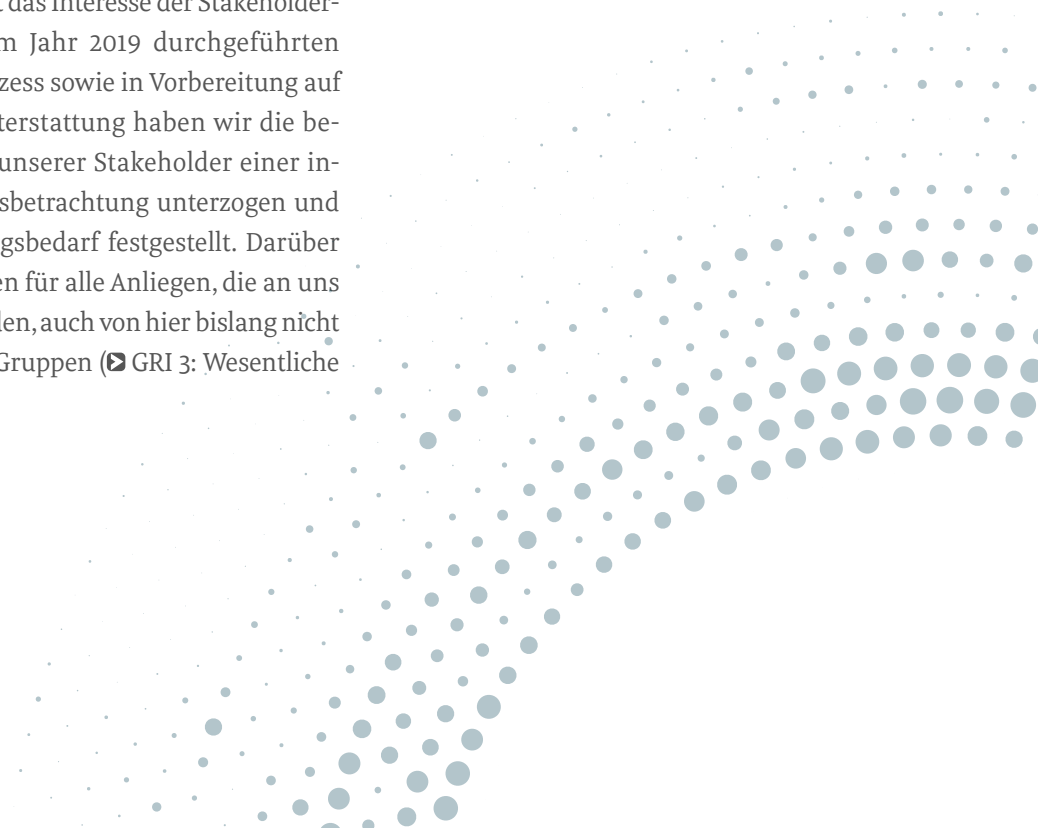 das Interesse der Stakeholder-
m Jahr 2019 durchgeführten
zess sowie in Vorbereitung auf
terstattung haben wir die be-
unserer Stakeholder einer in-
sbetrachtung unterzogen und
gsbedarf festgestellt. Darüber
en für alle Anliegen, die an uns
len, auch von hier bislang nicht
Gruppen ( GRI 3: Wesentliche